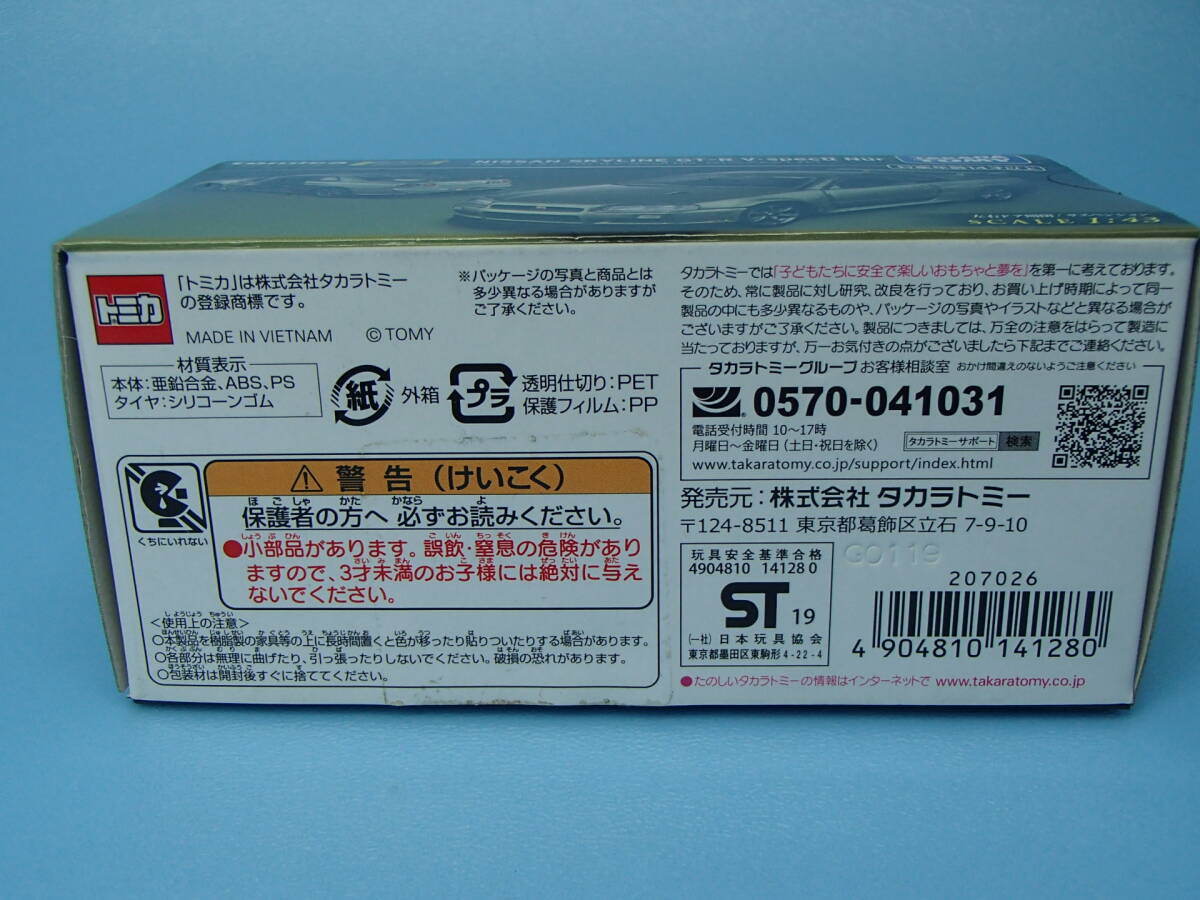 NISSAN SKYLINE GT-R V-specⅡ Nür
SCALE 1:43
トミカ
「トミカ」は株式会社タカラトミー
の登録商標です。
MADE IN VIETNAM © TOMY
※パッケージの写真と商品とは
多少異なる場合がありますが
ご了承ください。
材質表示
本体:亜鉛合金、ABS、PS
タイヤ:シリコーンゴム
紙 外箱
プラ 透明仕切り:PET
保護フィルム:PP
くちにいれない
⚠ 警告(けいこく)
保護者の方へ 必ずお読みください。
●小部品があります。誤飲・窒息の危険があり
ますので、3才未満のお子様には絶対に与え
ないでください。
<使用上の注意>
○本製品を樹脂製の家具等の上に長時間置くと色が移ったり貼りついたりする場合があります。
○各部分は無理に曲げたり、引っ張ったりしないでください。破損の恐れがあります。
○包装材は開封後すぐに捨ててください。
タカラトミーでは「子どもたちに安全で楽しいおもちゃと夢を」を第一に考えております。
そのため、常に製品に対し研究、改良を行っており、お買い上げ時期によって同一
製品の中にも多少異なるものや、パッケージの写真やイラストなどと異なる場合が
ございますがご了承ください。製品につきましては、万全の注意をはらって製造に
当たっておりますが、万一お気付きの点がございましたら下記までご連絡ください。
タカラトミーグループ お客様相談室 おかけ間違えのないようご注意ください
0570-041031
電話受付時間 10〜17時
月曜日〜金曜日(土・日・祝日を除く)
タカラトミーサポート 検索
www.takaratomy.co.jp/support/index.html
発売元:株式会社 タカラトミー
〒124-8511 東京都葛飾区立石 7-9-10
玩具安全基準合格
4904810 141280
ST 19
(一社)日本玩具協会
東京都墨田区東駒形4-22-4
G0119
207026
4 904810 141280
●たのしいタカラトミーの情報はインターネットで www.takaratomy.co.jp